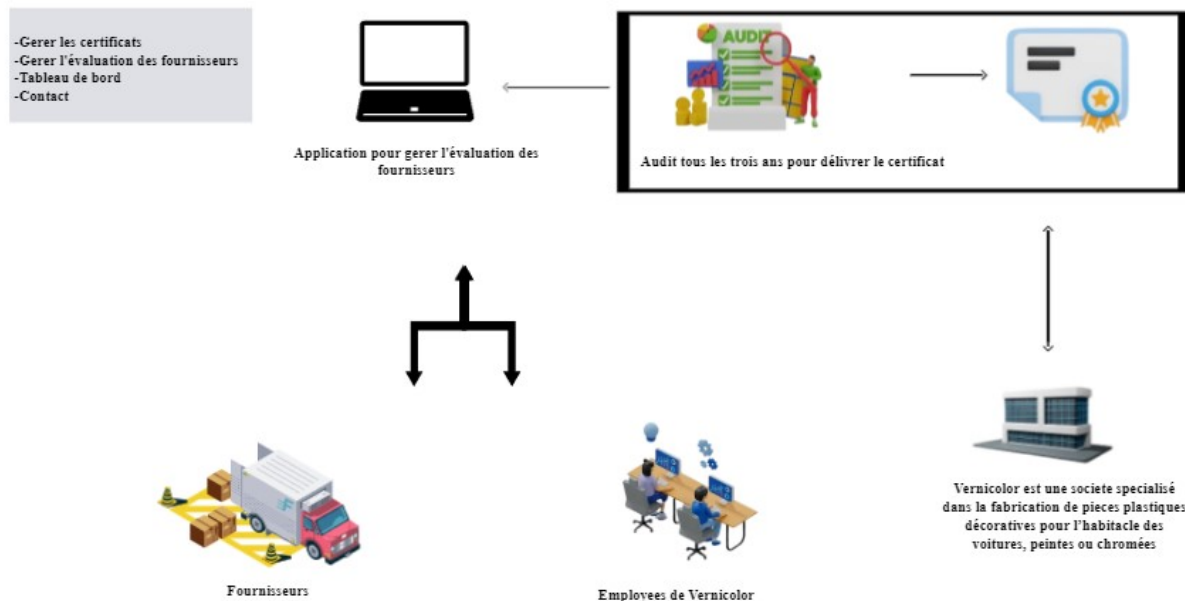 -Gerer les certificats
-Gerer l'évaluation des fournisseurs
-Tableau de bord
-Contact
AUDIT
Application pour gerer l'évaluation des
fournisseurs
Audit tous les trois ans pour délivrer le certificat
Vernicolor est une societe specialisé
dans la fabrication de pieces plastiques
décoratives pour l’habitacle des
voitures, peintes ou chromées
Fournisseurs
Employees de Vernicolor